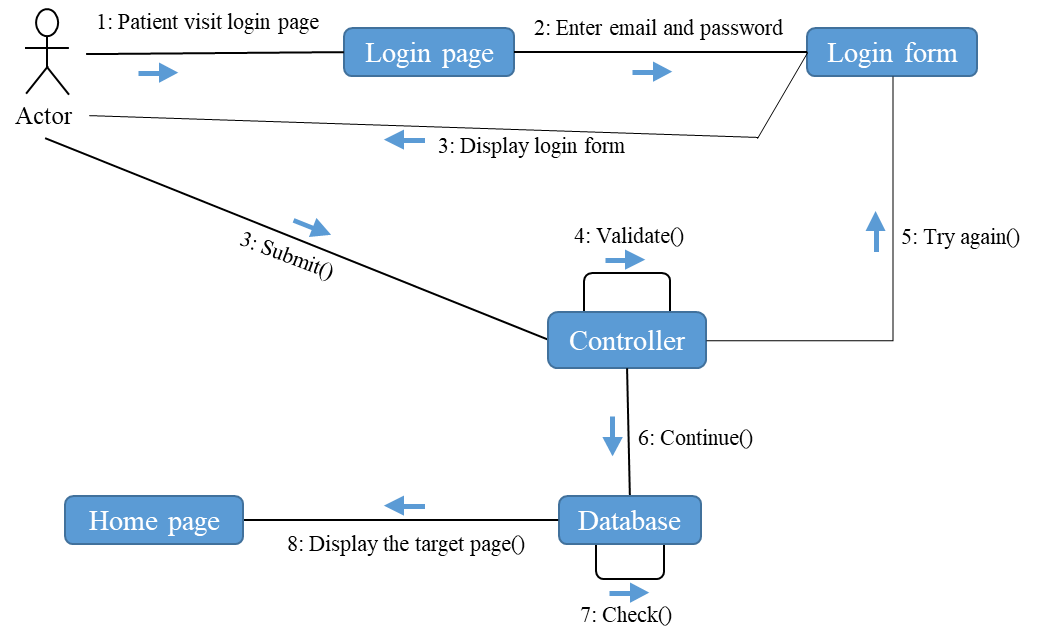 1: Patient visit login page
2: Enter email and password
Login page
Login form
Actor
3: Display login form
3: Submit()
4: Validate()
5: Try again()
Controller
6: Continue()
Home page
Database
8: Display the target page()
7: Check()